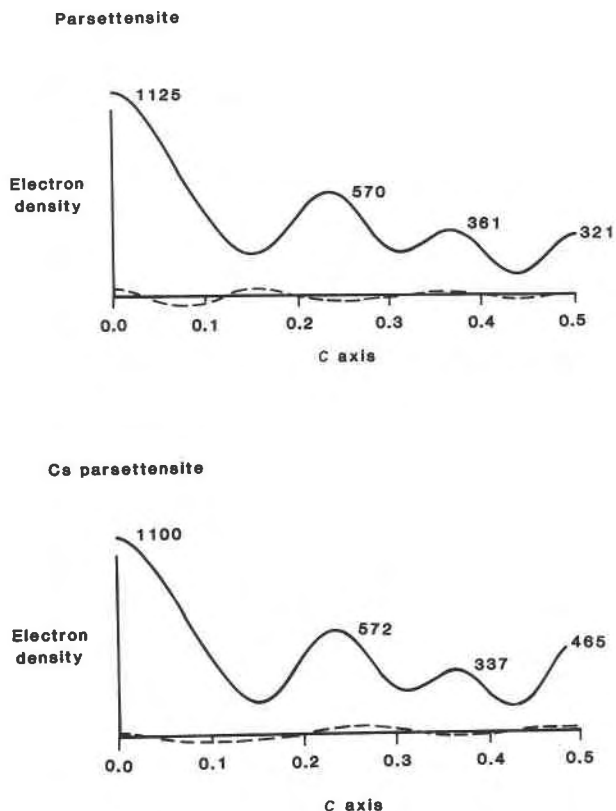 Parsettensite
1125
570
361
321
Electron
density
0.0 0.1 0.2 0.3 0.4 0.5
C axis
Cs parsettensite
1100
572
337
465
Electron
density
0.0 0.1 0.2 0.3 0.4 0.5
C axis